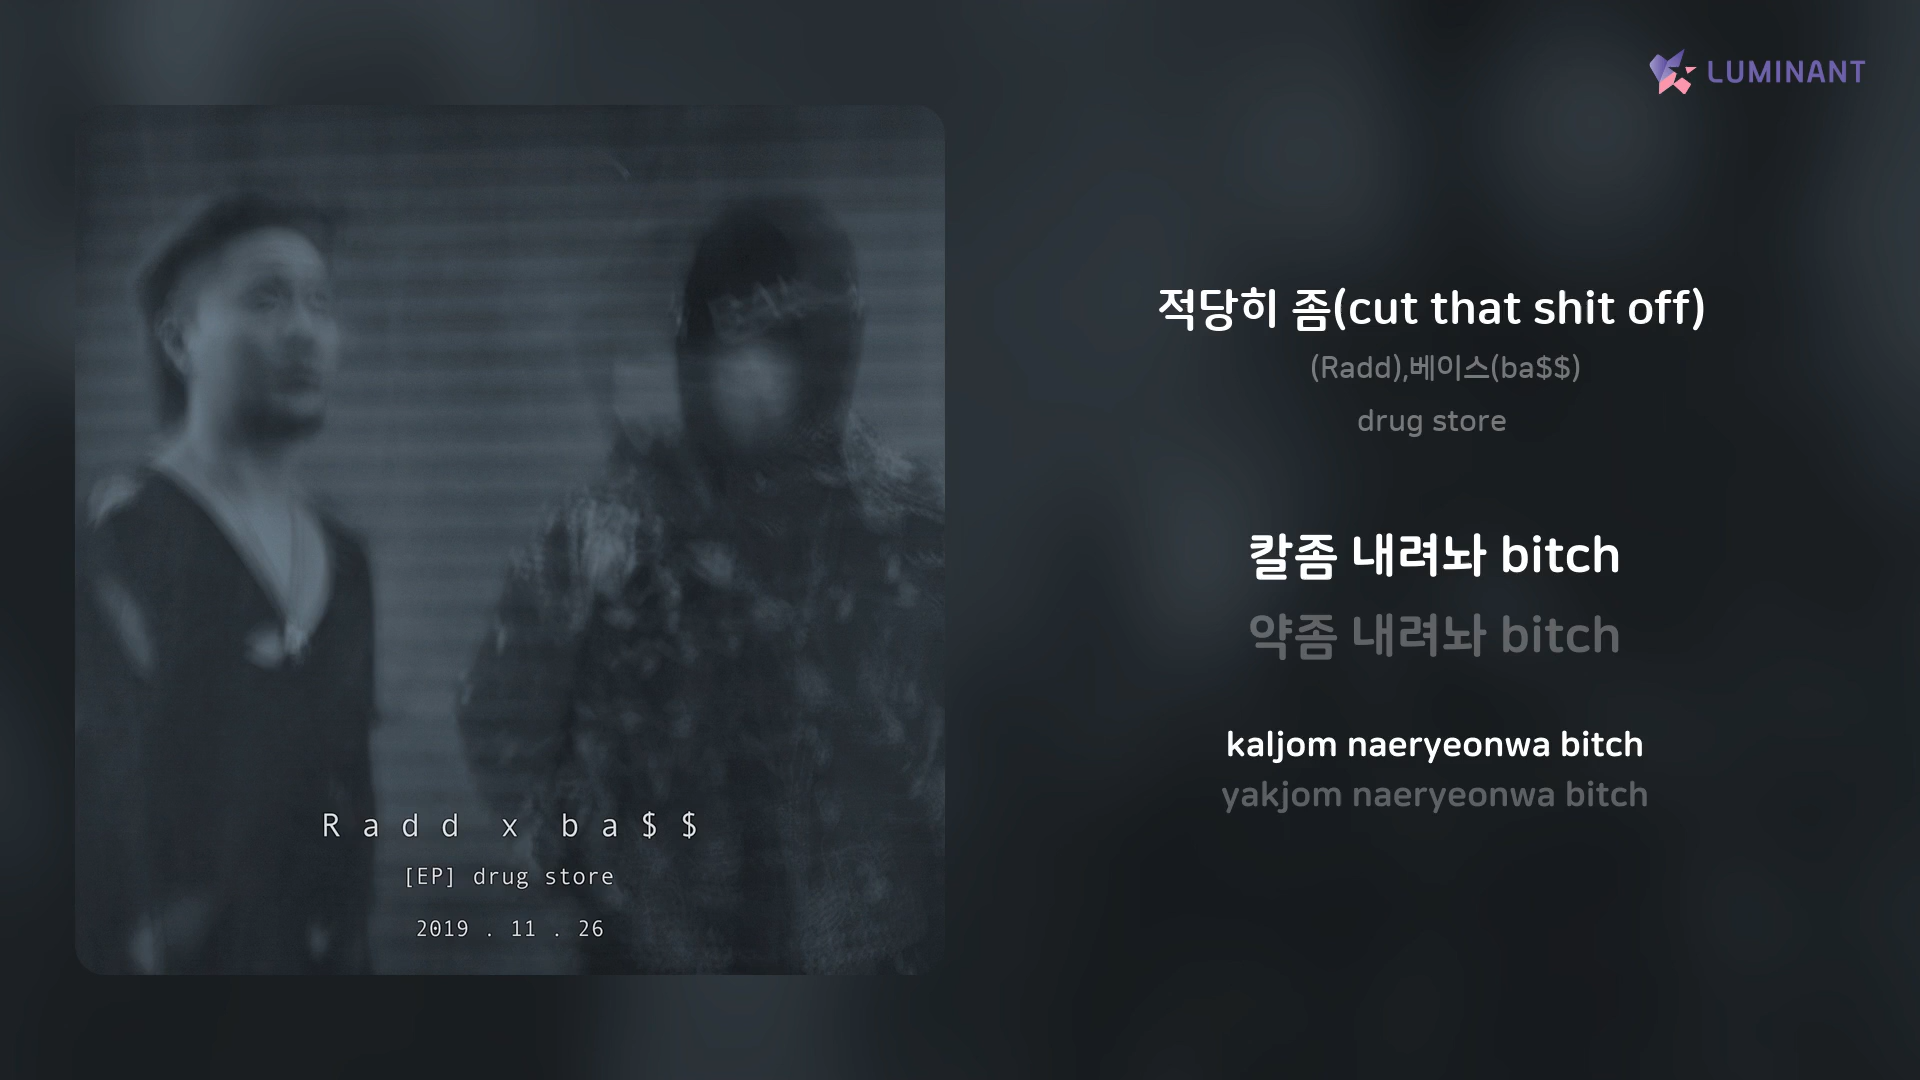 LUMINANT
적당히 좀(cut that shit off)
(Radd),베이스(ba$$)
drug store
칼좀 내려놔 bitch
약좀 내려놔 bitch
kaljom naeryeonwa bitch
yakjom naeryeonwa bitch
Radd x ba$$
[EP] drug store
2019 . 11 . 26